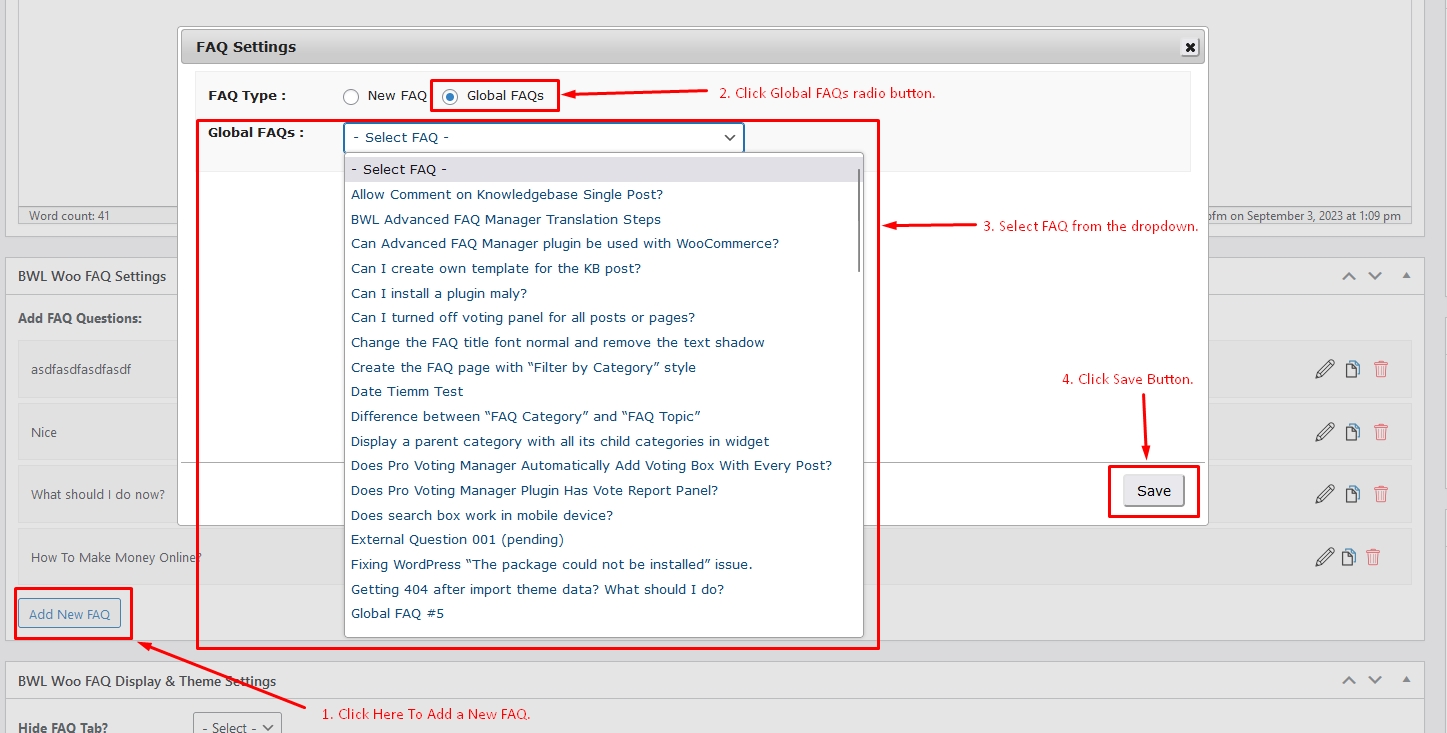 FAQ Settings
FAQ Type :
New FAQ
Global FAQs
2. Click Global FAQs radio button.
Global FAQs :
- Select FAQ -
- Select FAQ -
Allow Comment on Knowledgebase Single Post?
BWL Advanced FAQ Manager Translation Steps
Can Advanced FAQ Manager plugin be used with WooCommerce?
Can I create own template for the KB post?
Can I install a plugin maly?
Can I turned off voting panel for all posts or pages?
Change the FAQ title font normal and remove the text shadow
Create the FAQ page with “Filter by Category” style
Date Tiemm Test
Difference between “FAQ Category” and “FAQ Topic”
Display a parent category with all its child categories in widget
Does Pro Voting Manager Automatically Add Voting Box With Every Post?
Does Pro Voting Manager Plugin Has Vote Report Panel?
Does search box work in mobile device?
External Question 001 (pending)
Fixing WordPress “The package could not be installed” issue.
Getting 404 after import theme data? What should I do?
Global FAQ #5
3. Select FAQ from the dropdown.
4. Click Save Button.
Save
Word count: 41
on September 3, 2023 at 1:09 pm
BWL Woo FAQ Settings
Add FAQ Questions:
asdfasdfasdfasdf
Nice
What should I do now?
How To Make Money Online?
Add New FAQ
1. Click Here To Add a New FAQ.
BWL Woo FAQ Display & Theme Settings
Hide FAQ Tab?
- Select -